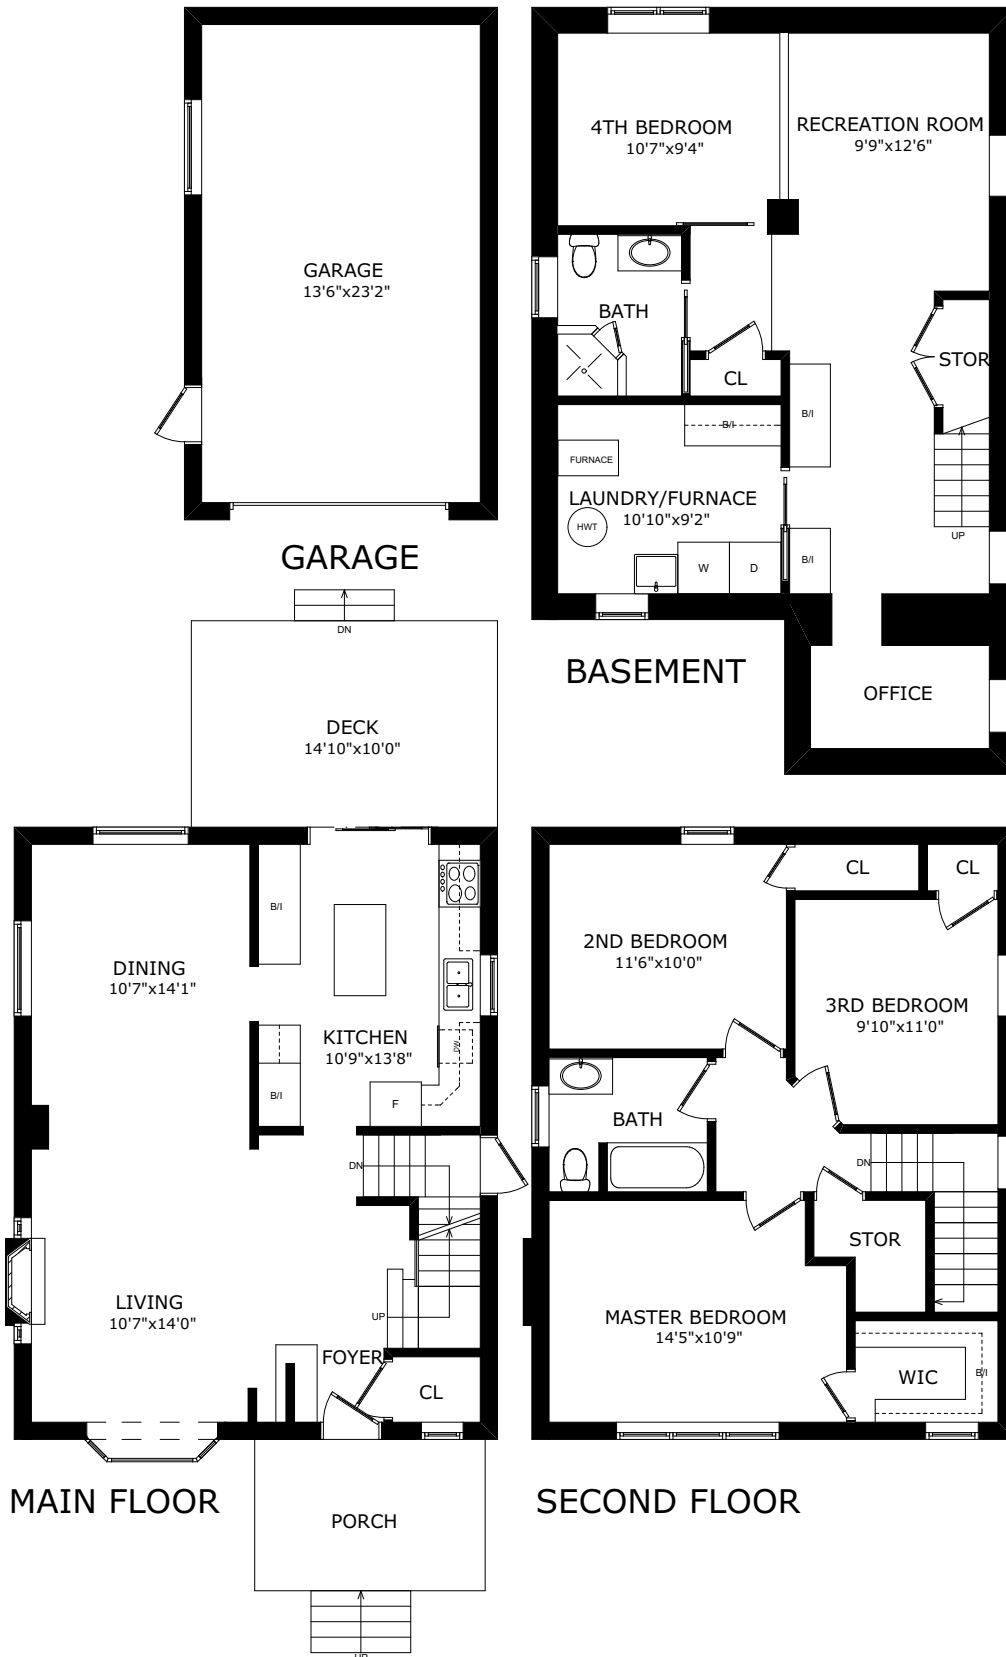 GARAGE
13'6"x23'2"
GARAGE
4TH BEDROOM
10'7"x9'4"
RECREATION ROOM
9'9"x12'6"
BATH
CL
STOR
B/I
B/I
FURNACE
LAUNDRY/FURNACE
10'10"x9'2"
HWT
W
D
B/I
UP
BASEMENT
OFFICE
DN
DECK
14'10"x10'0"
B/I
DINING
10'7"x14'1"
KITCHEN
10'9"x13'8"
DW
B/I
F
DN
LIVING
10'7"x14'0"
UP
FOYER
CL
MAIN FLOOR
PORCH
UP
CL
CL
2ND BEDROOM
11'6"x10'0"
3RD BEDROOM
9'10"x11'0"
BATH
DN
STOR
MASTER BEDROOM
14'5"x10'9"
WIC
B/I
SECOND FLOOR